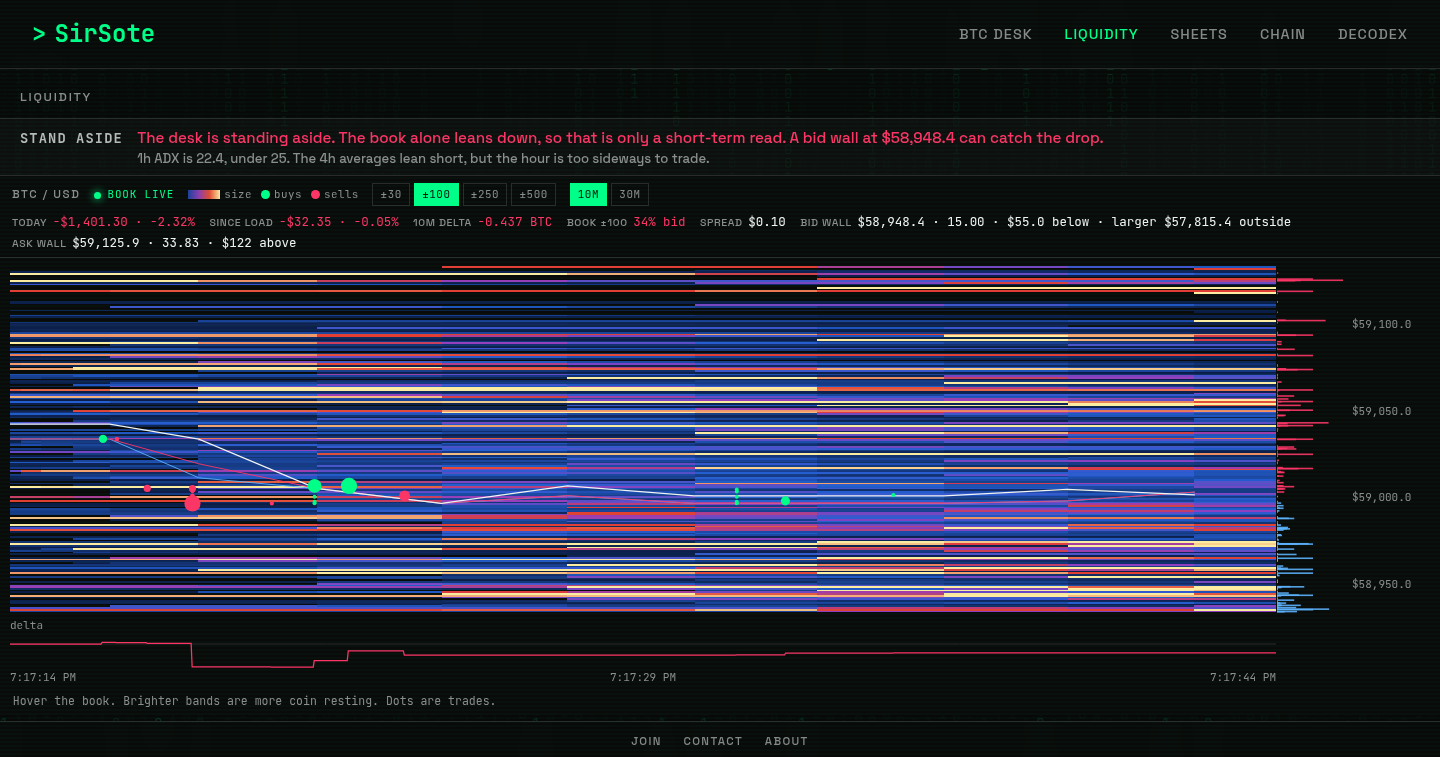 > SirSote
BTC DESK LIQUIDITY SHEETS CHAIN DECODEX
LIQUIDITY
STAND ASIDE The desk is standing aside. The book alone leans down, so that is only a short-term read. A bid wall at $58,948.4 can catch the drop.
1h ADX is 22.4, under 25. The 4h averages lean short, but the hour is too sideways to trade.
BTC / USD BOOK LIVE size buys sells ±30 ±100 ±250 ±500 10M 30M
TODAY -$1,401.30 · -2.32% SINCE LOAD -$32.35 · -0.05% 10M DELTA -0.437 BTC BOOK ±100 34% bid SPREAD $0.10 BID WALL $58,948.4 · 15.00 · $55.0 below · larger $57,815.4 outside
ASK WALL $59,125.9 · 33.83 · $122 above
$59,100.0
$59,050.0
$59,000.0
$58,950.0
delta
7:17:14 PM 7:17:29 PM 7:17:44 PM
Hover the book. Brighter bands are more coin resting. Dots are trades.
JOIN CONTACT ABOUT